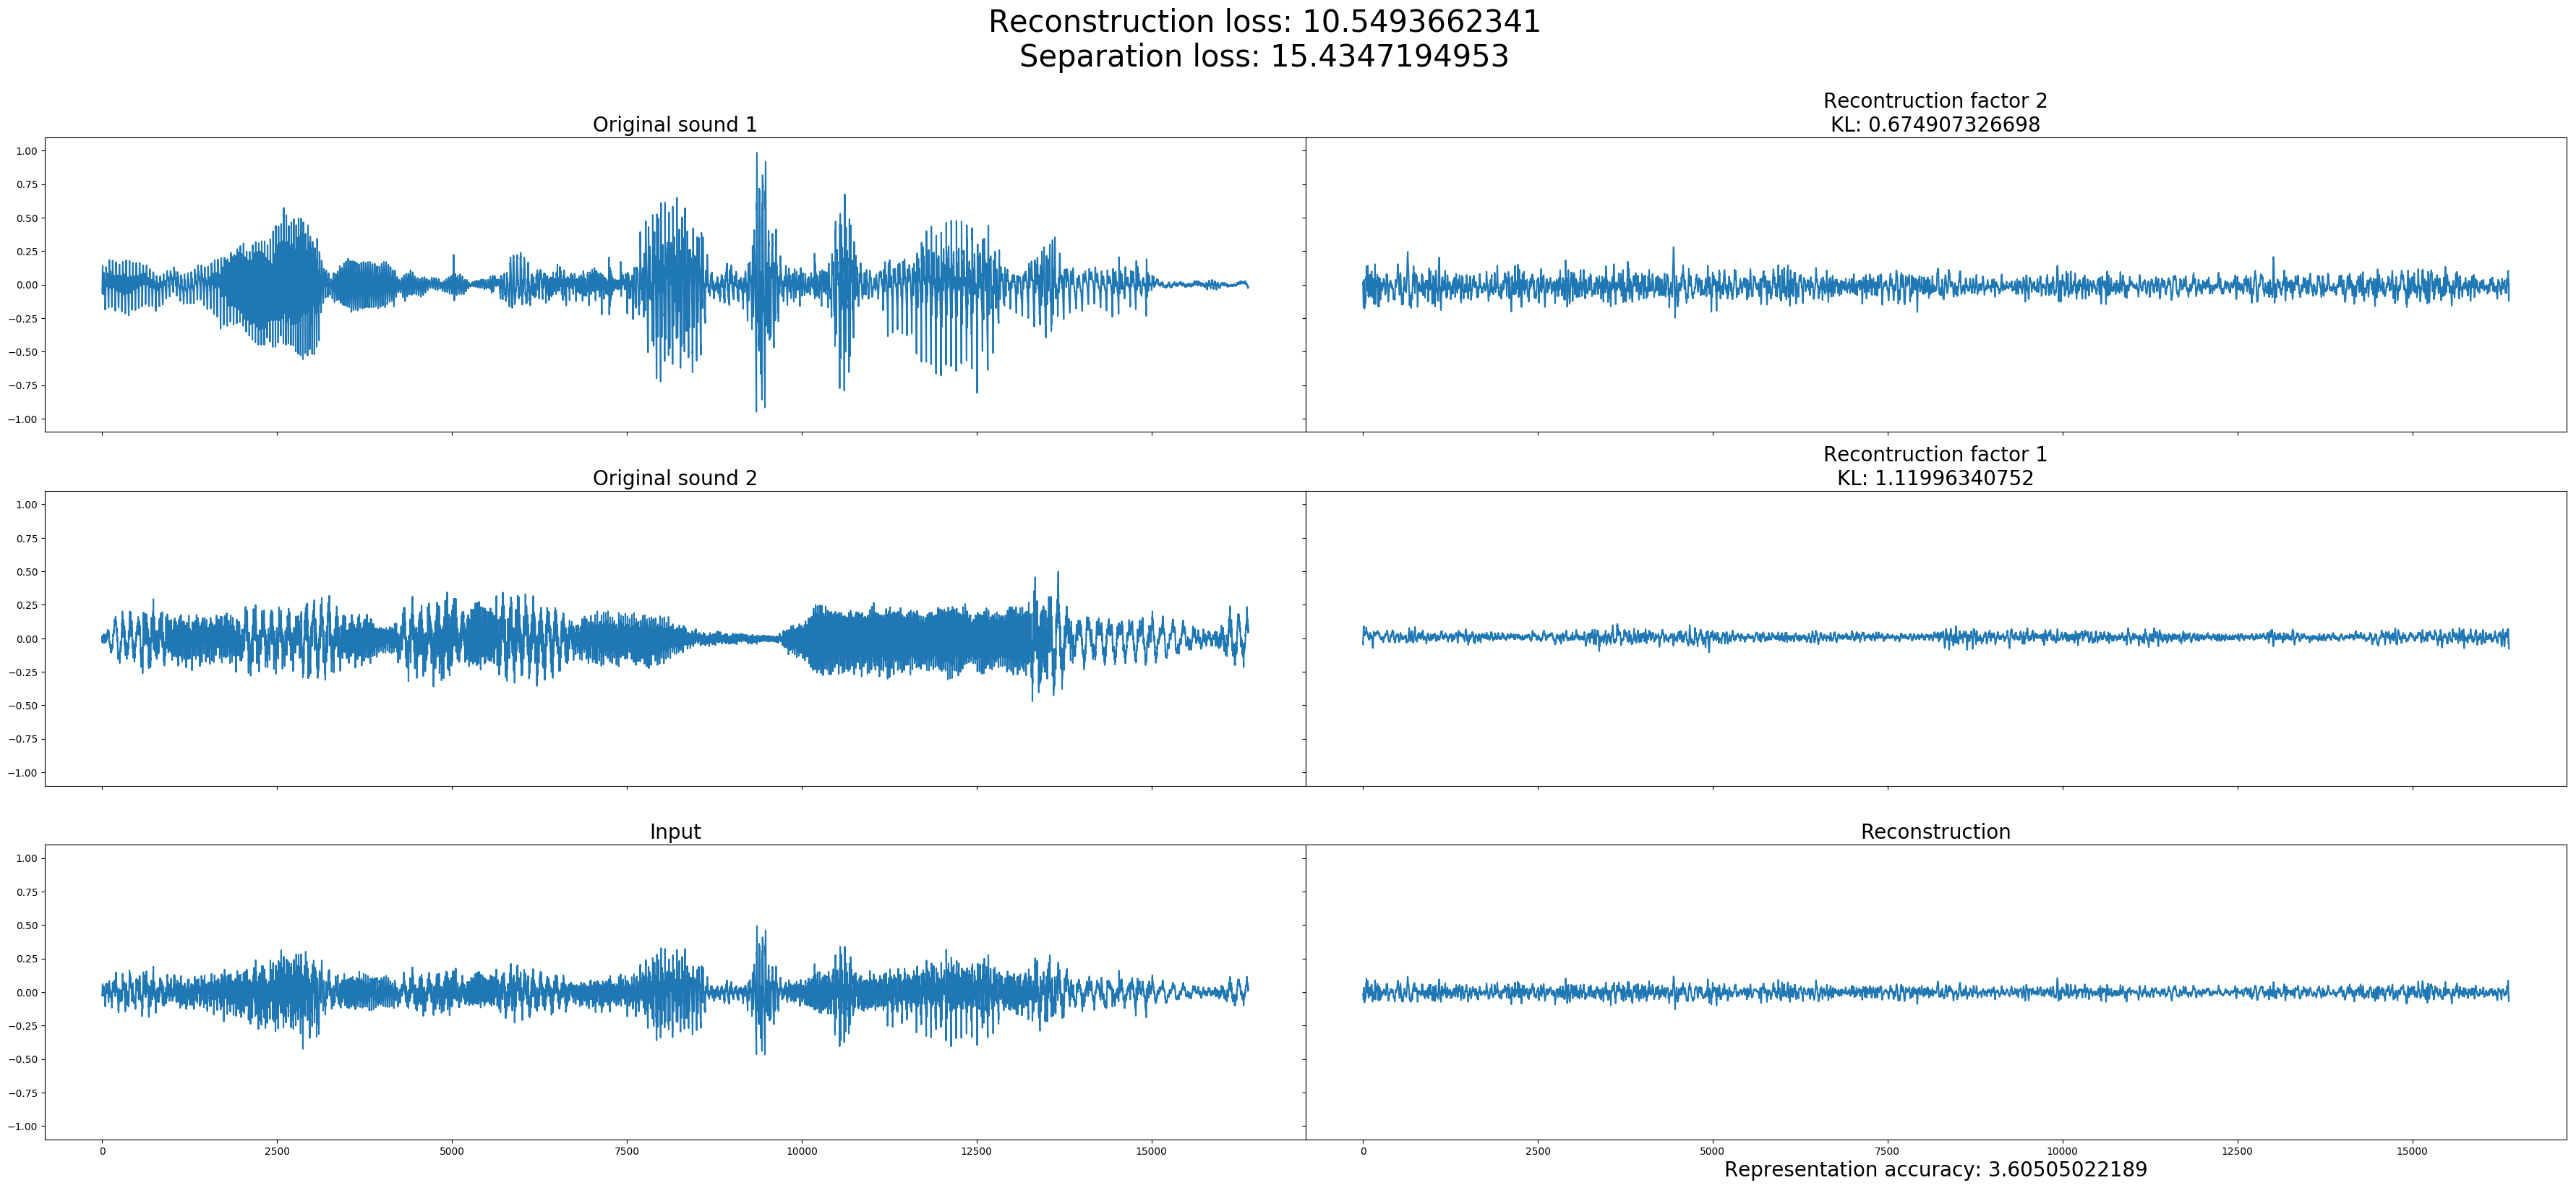 Reconstruction loss: 10.5493662341
Separation loss: 15.4347194953
Original sound 1
Recontruction factor 2
KL: 0.674907326698
1.00
0.75
0.50
0.25
0.00
−0.25
−0.50
−0.75
−1.00
Original sound 2
Recontruction factor 1
KL: 1.11996340752
1.00
0.75
0.50
0.25
0.00
−0.25
−0.50
−0.75
−1.00
Input
Reconstruction
1.00
0.75
0.50
0.25
0.00
−0.25
−0.50
−0.75
−1.00
0 2500 5000 7500 10000 12500 15000
0 2500 5000 7500 10000 12500 15000
Representation accuracy: 3.60505022189